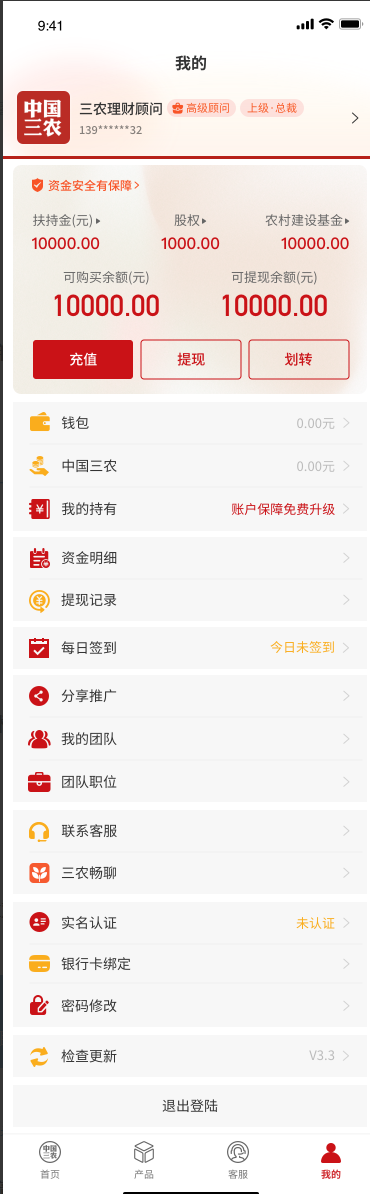 9:41
我的
中国
三农
三农理财顾问 高级顾问 上级·总裁
139******32
资金安全有保障
扶持金(元) 股权 农村建设基金
10000.00 1000.00 10000.00
可购买余额(元) 可提现余额(元)
10000.00 10000.00
充值 提现 划转
钱包 0.00元
中国三农 0.00元
我的持有 账户保障免费升级
资金明细
提现记录
每日签到 今日未签到
分享推广
我的团队
团队职位
联系客服
三农畅聊
实名认证 未认证
银行卡绑定
密码修改
检查更新 V3.3
退出登陆
中国
三农
首页 产品 客服 我的